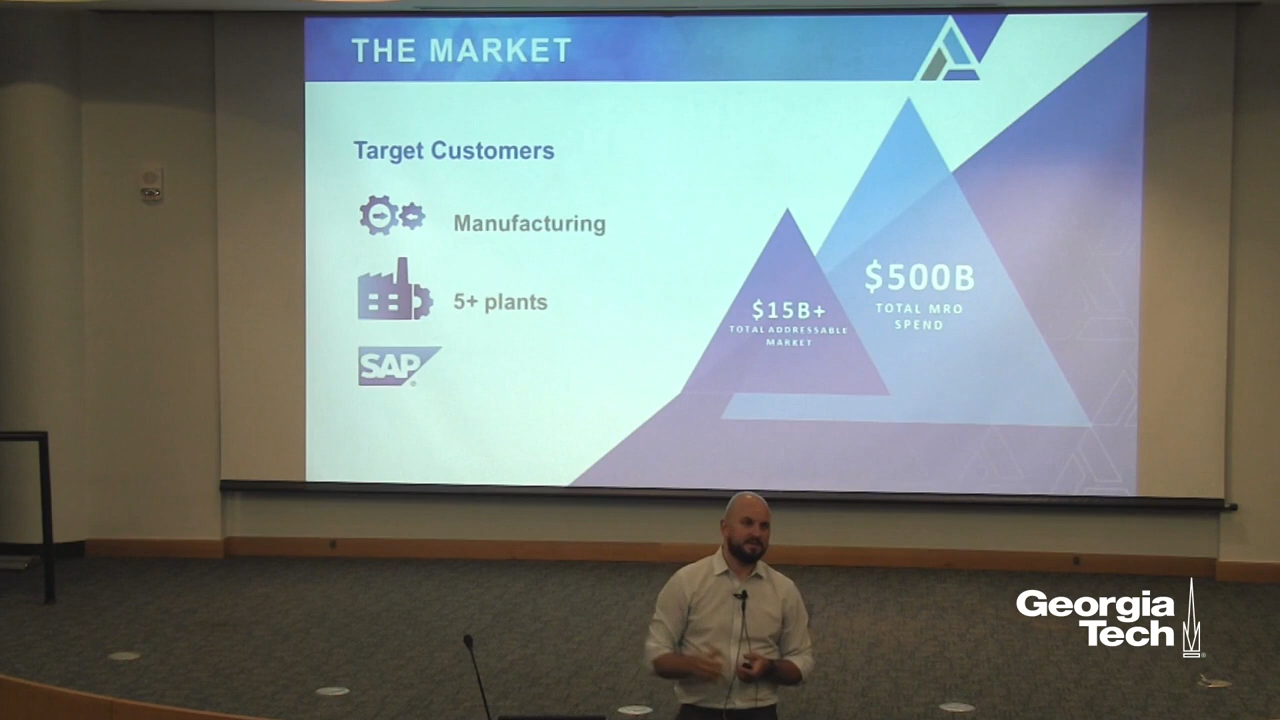 THE MARKET
Target Customers
Manufacturing
5+ plants
SAP
$15B+
TOTAL ADDRESSABLE
MARKET
$500B
TOTAL MRO
SPEND
Georgia
Tech